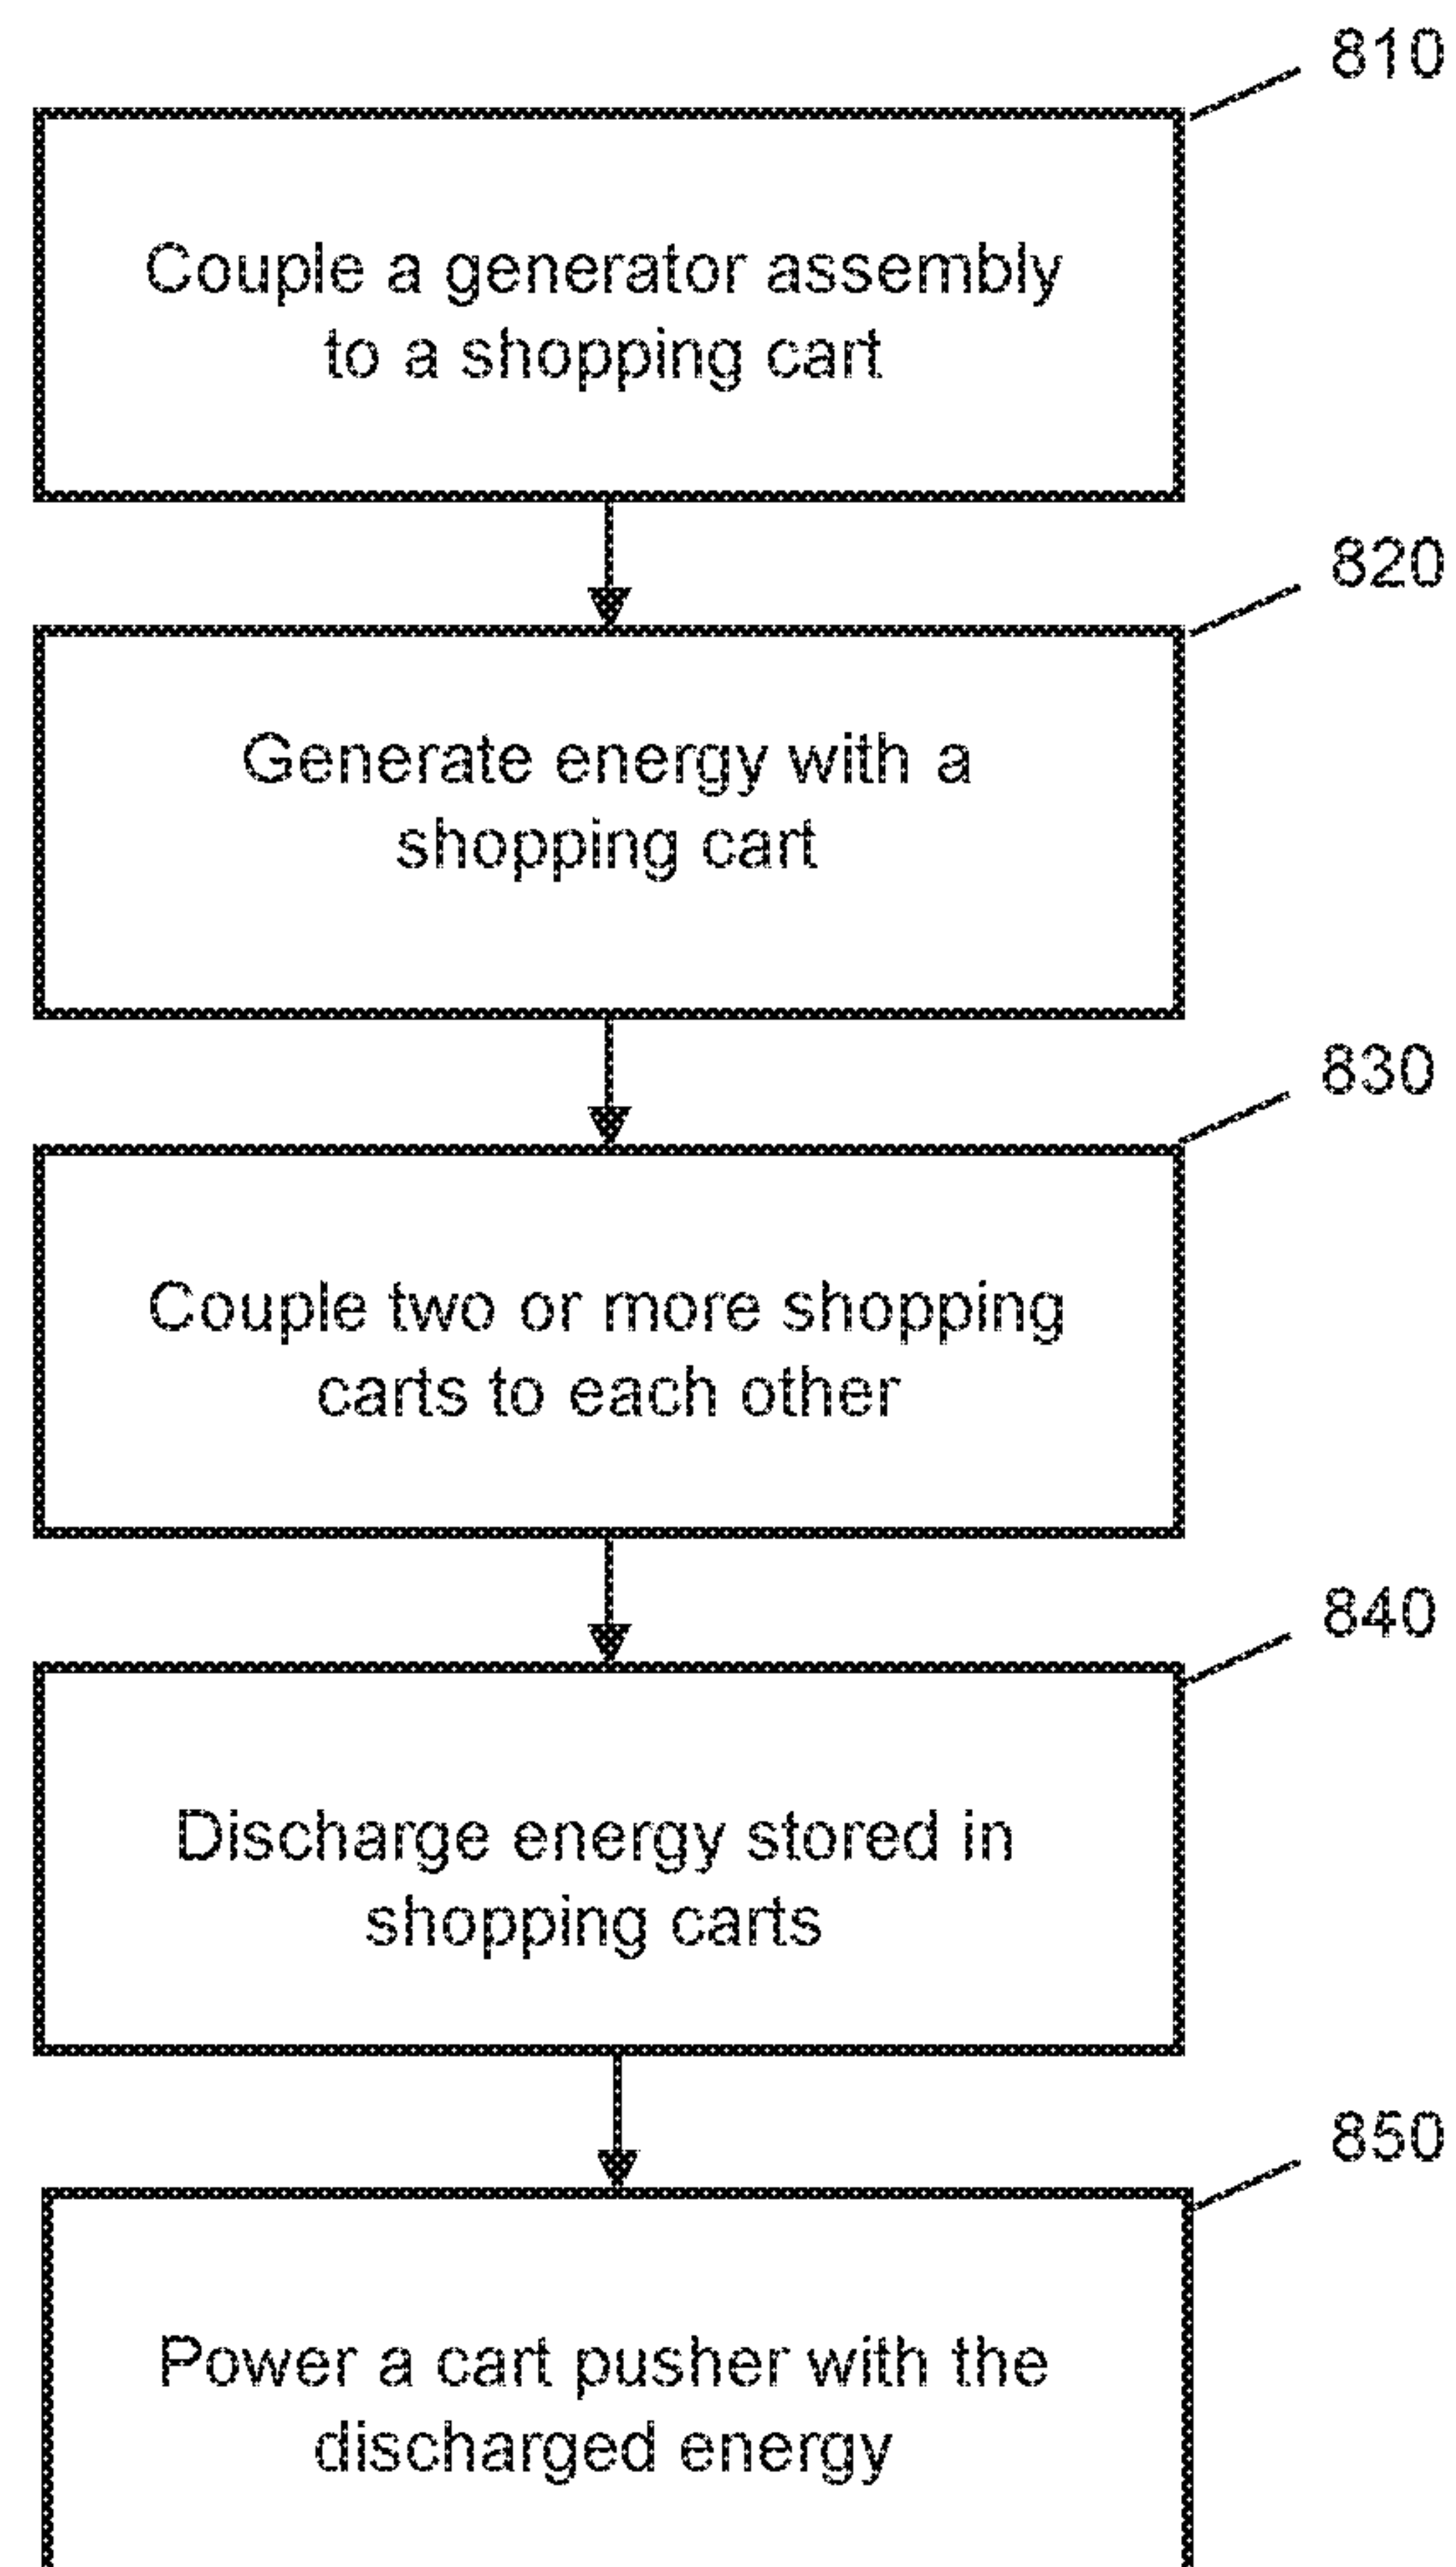 810
Couple a generator assembly
to a shopping cart
820
Generate energy with a
shopping cart
830
Couple two or more shopping
carts to each other
840
Discharge energy stored in
shopping carts
850
Power a cart pusher with the
discharged energy